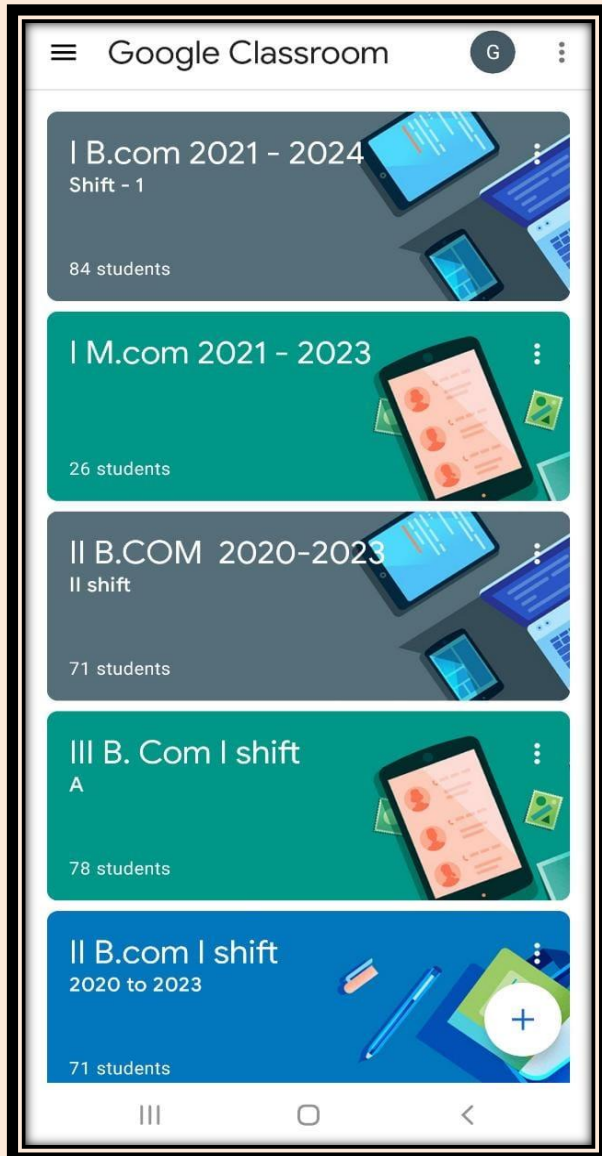 Google Classroom
G
I B.com 2021 - 2024
Shift - 1
84 students
I M.com 2021 - 2023
26 students
II B.COM  2020-2023
II shift
71 students
III B. Com I shift
A
78 students
II B.com I shift
2020 to 2023
71 students